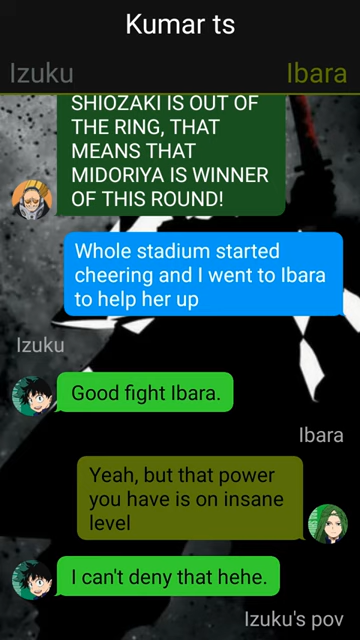 Kumar ts
Izuku
Ibara
SHIOZAKI IS OUT OF
THE RING, THAT
MEANS THAT
MIDORIYA IS WINNER
OF THIS ROUND!
Whole stadium started
cheering and I went to Ibara
to help her up
Izuku
Good fight Ibara.
Ibara
Yeah, but that power
you have is on insane
level
I can't deny that hehe.
Izuku's pov